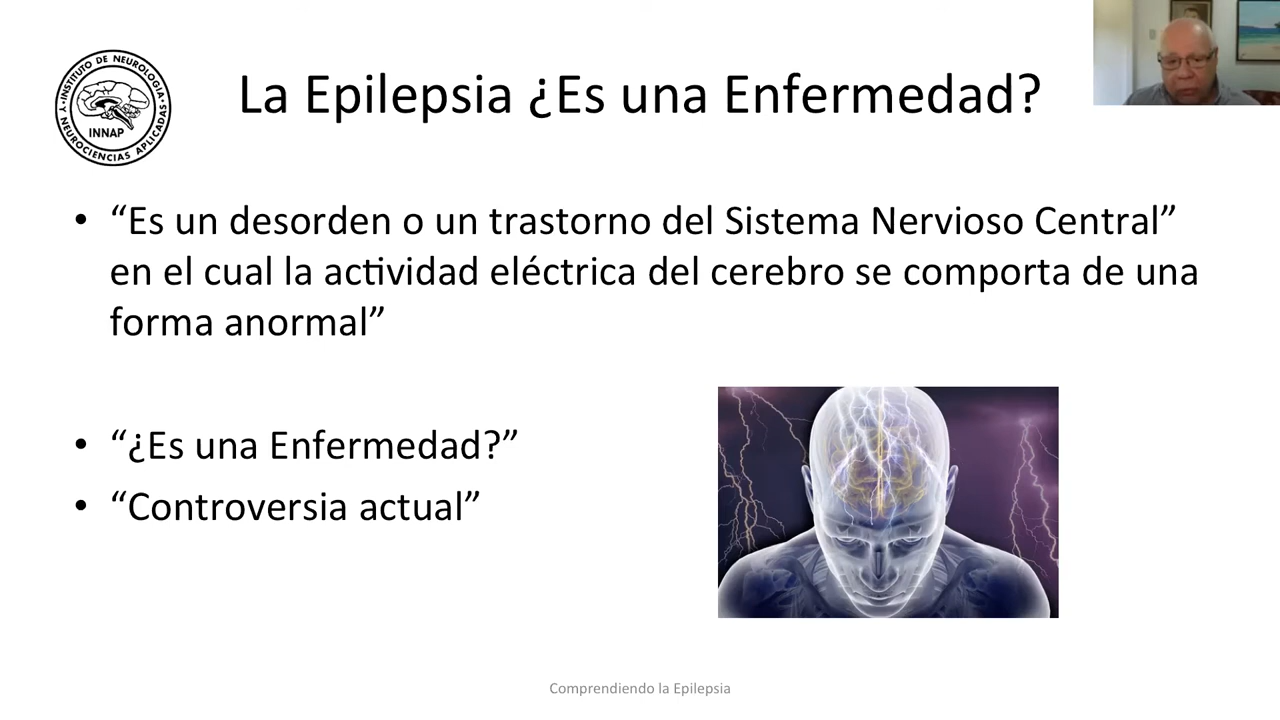 INSTITUTO DE NEUROLOGIA Y NEUROCIENCIAS APLICADAS
INNAP
La Epilepsia ¿Es una Enfermedad?
• “Es un desorden o un trastorno del Sistema Nervioso Central”
en el cual la actividad eléctrica del cerebro se comporta de una
forma anormal”
• “¿Es una Enfermedad?”
• “Controversia actual”
Comprendiendo la Epilepsia